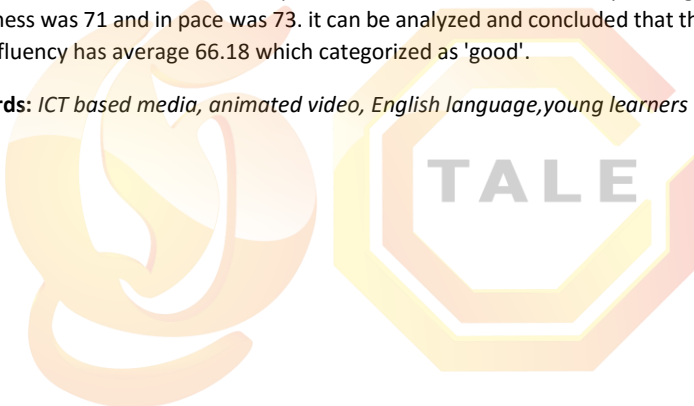 ness was 71 and in pace was 73. it can be analyzed and concluded that th
fluency has average 66.18 which categorized as 'good'.
rds: ICT based media, animated video, English language,young learners
TALE